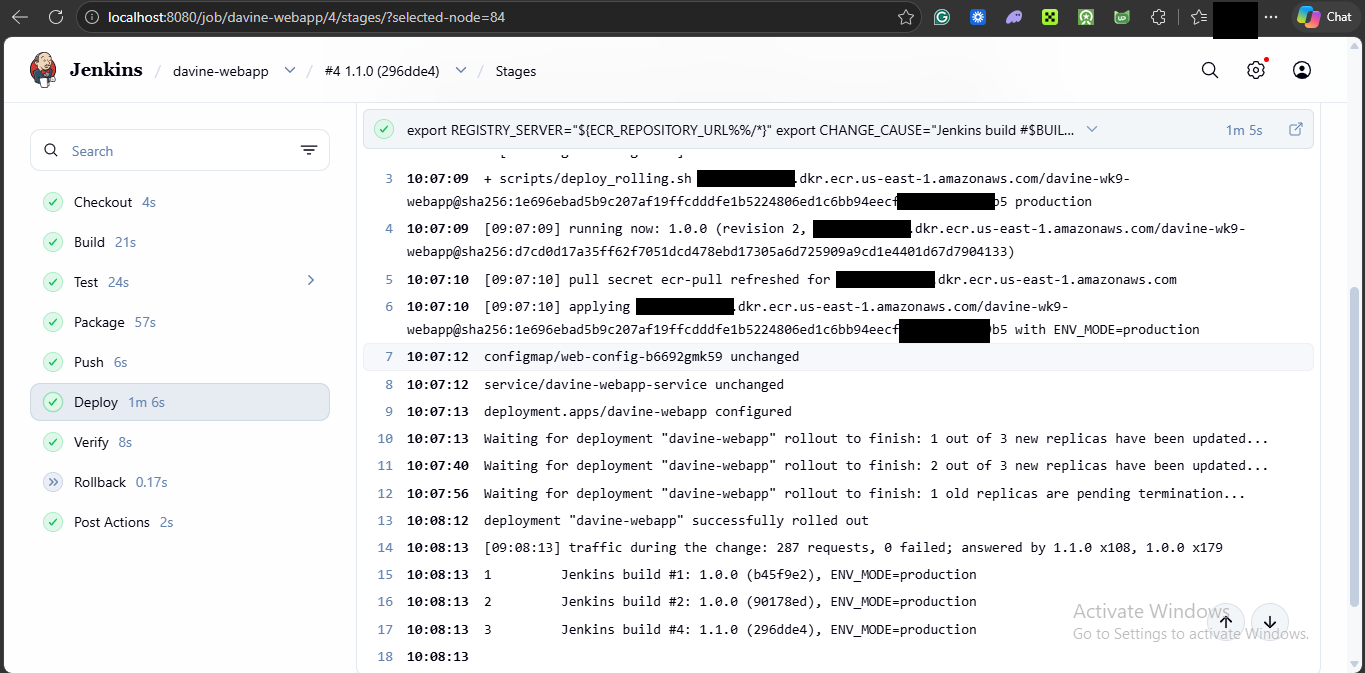 localhost:8080/job/davine-webapp/4/stages/?selected-node=84
Chat
Jenkins / davine-webapp / #4 1.1.0 (296dde4) / Stages
Search
Checkout 4s
Build 21s
Test 24s
Package 57s
Push 6s
Deploy 1m 6s
Verify 8s
Rollback 0.17s
Post Actions 2s
export REGISTRY_SERVER="${ECR_REPOSITORY_URL%%/*}" export CHANGE_CAUSE="Jenkins build #$BUIL... 1m 5s
3 10:07:09 + scripts/deploy_rolling.sh .dkr.ecr.us-east-1.amazonaws.com/davine-wk9-
webapp@sha256:1e696ebad5b9c207af19ffcdddfe1b5224806ed1c6bb94eecf b5 production
4 10:07:09 [09:07:09] running now: 1.0.0 (revision 2, .dkr.ecr.us-east-1.amazonaws.com/davine-wk9-
webapp@sha256:d7cd0d17a35ff62f7051dcd478ebd17305a6d725909a9cd1e4401d67d7904133)
5 10:07:10 [09:07:10] pull secret ecr-pull refreshed for dkr.ecr.us-east-1.amazonaws.com
6 10:07:10 [09:07:10] applying .dkr.ecr.us-east-1.amazonaws.com/davine-wk9-
webapp@sha256:1e696ebad5b9c207af19ffcdddfe1b5224806ed1c6bb94eecf b5 with ENV_MODE=production
7 10:07:12 configmap/web-config-b6692gmk59 unchanged
8 10:07:12 service/davine-webapp-service unchanged
9 10:07:13 deployment.apps/davine-webapp configured
10 10:07:13 Waiting for deployment "davine-webapp" rollout to finish: 1 out of 3 new replicas have been updated...
11 10:07:40 Waiting for deployment "davine-webapp" rollout to finish: 2 out of 3 new replicas have been updated...
12 10:07:56 Waiting for deployment "davine-webapp" rollout to finish: 1 old replicas are pending termination...
13 10:08:12 deployment "davine-webapp" successfully rolled out
14 10:08:13 [09:08:13] traffic during the change: 287 requests, 0 failed; answered by 1.1.0 x108, 1.0.0 x179
15 10:08:13 1 Jenkins build #1: 1.0.0 (b45f9e2), ENV_MODE=production
16 10:08:13 2 Jenkins build #2: 1.0.0 (90178ed), ENV_MODE=production
17 10:08:13 3 Jenkins build #4: 1.1.0 (296dde4), ENV_MODE=production
18 10:08:13
Activate Windows
Go to Settings to activate Windows.